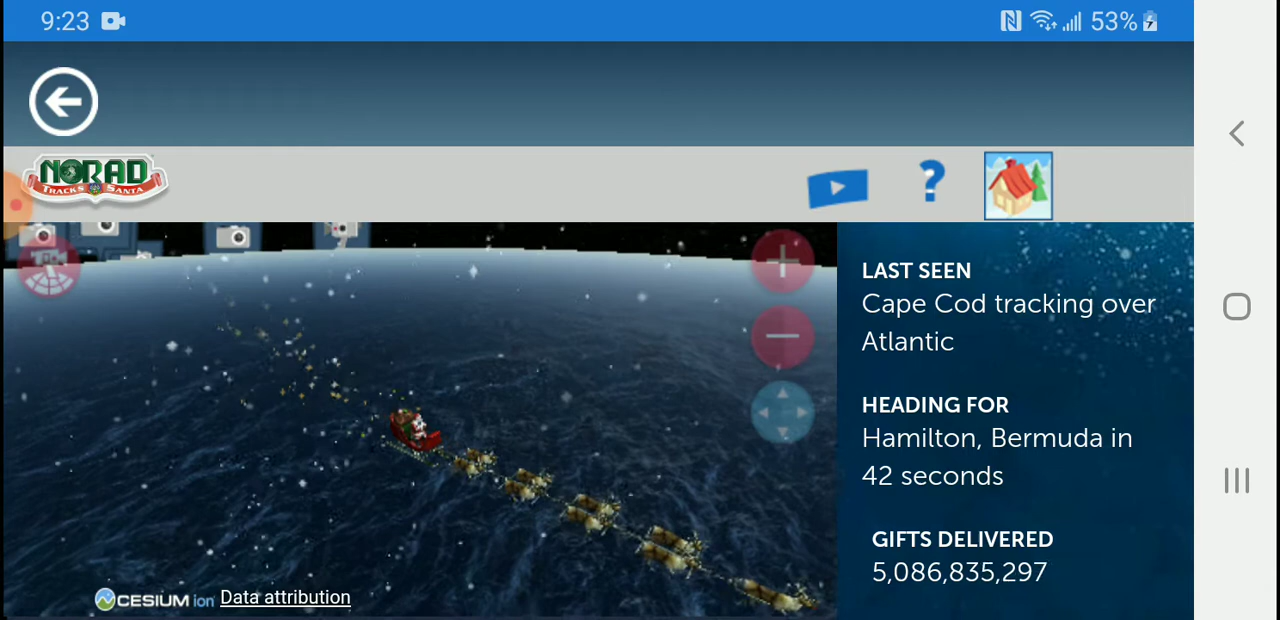 9:23
53%
NORAD
TRACKS SANTA
?
LAST SEEN
Cape Cod tracking over
Atlantic
HEADING FOR
Hamilton, Bermuda in
42 seconds
GIFTS DELIVERED
5,086,835,297
CESIUM ion Data attribution